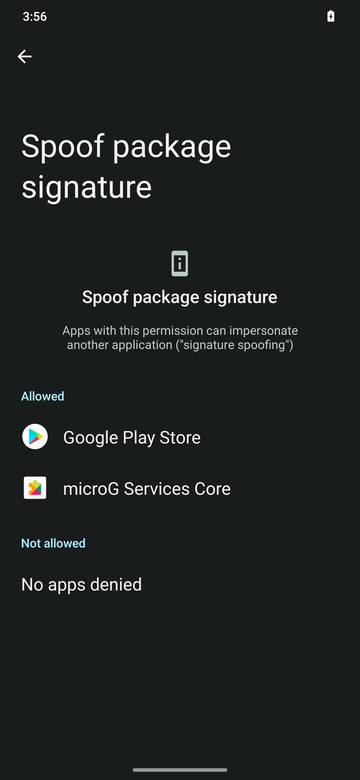 3:56
Spoof package
signature
Spoof package signature
Apps with this permission can impersonate
another application ("signature spoofing")
Allowed
Google Play Store
microG Services Core
Not allowed
No apps denied